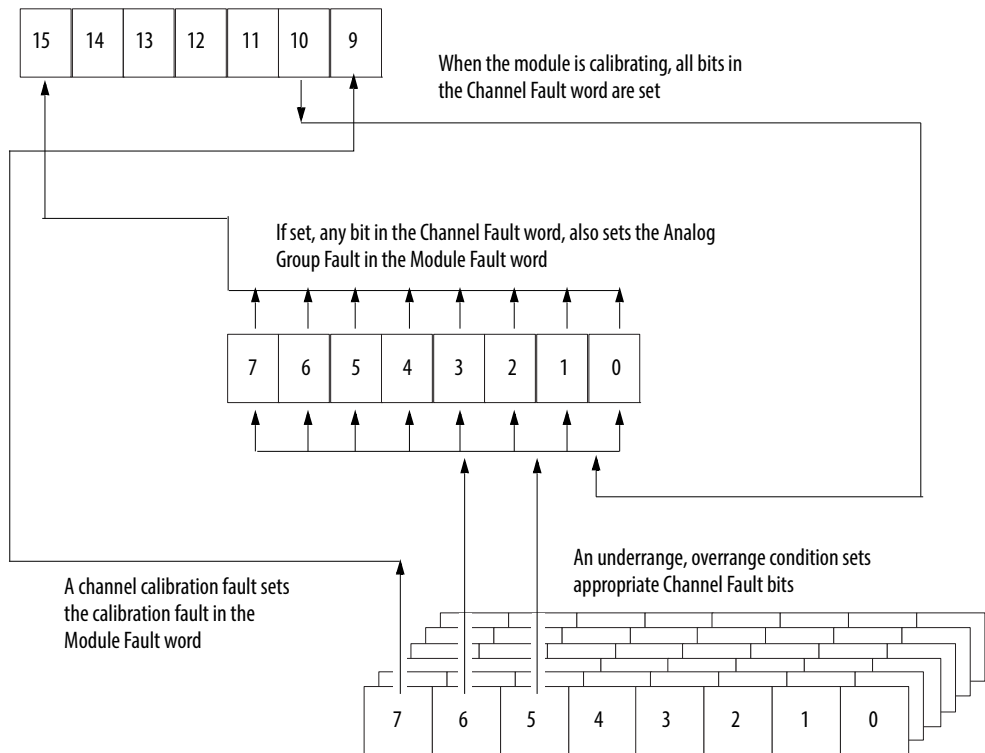 15 14 13 12 11 10 9
When the module is calibrating, all bits in
the Channel Fault word are set
If set, any bit in the Channel Fault word, also sets the Analog
Group Fault in the Module Fault word
7 6 5 4 3 2 1 0
An underrange, overrange condition sets
appropriate Channel Fault bits
A channel calibration fault sets
the calibration fault in the
Module Fault word
7 6 5 4 3 2 1 0